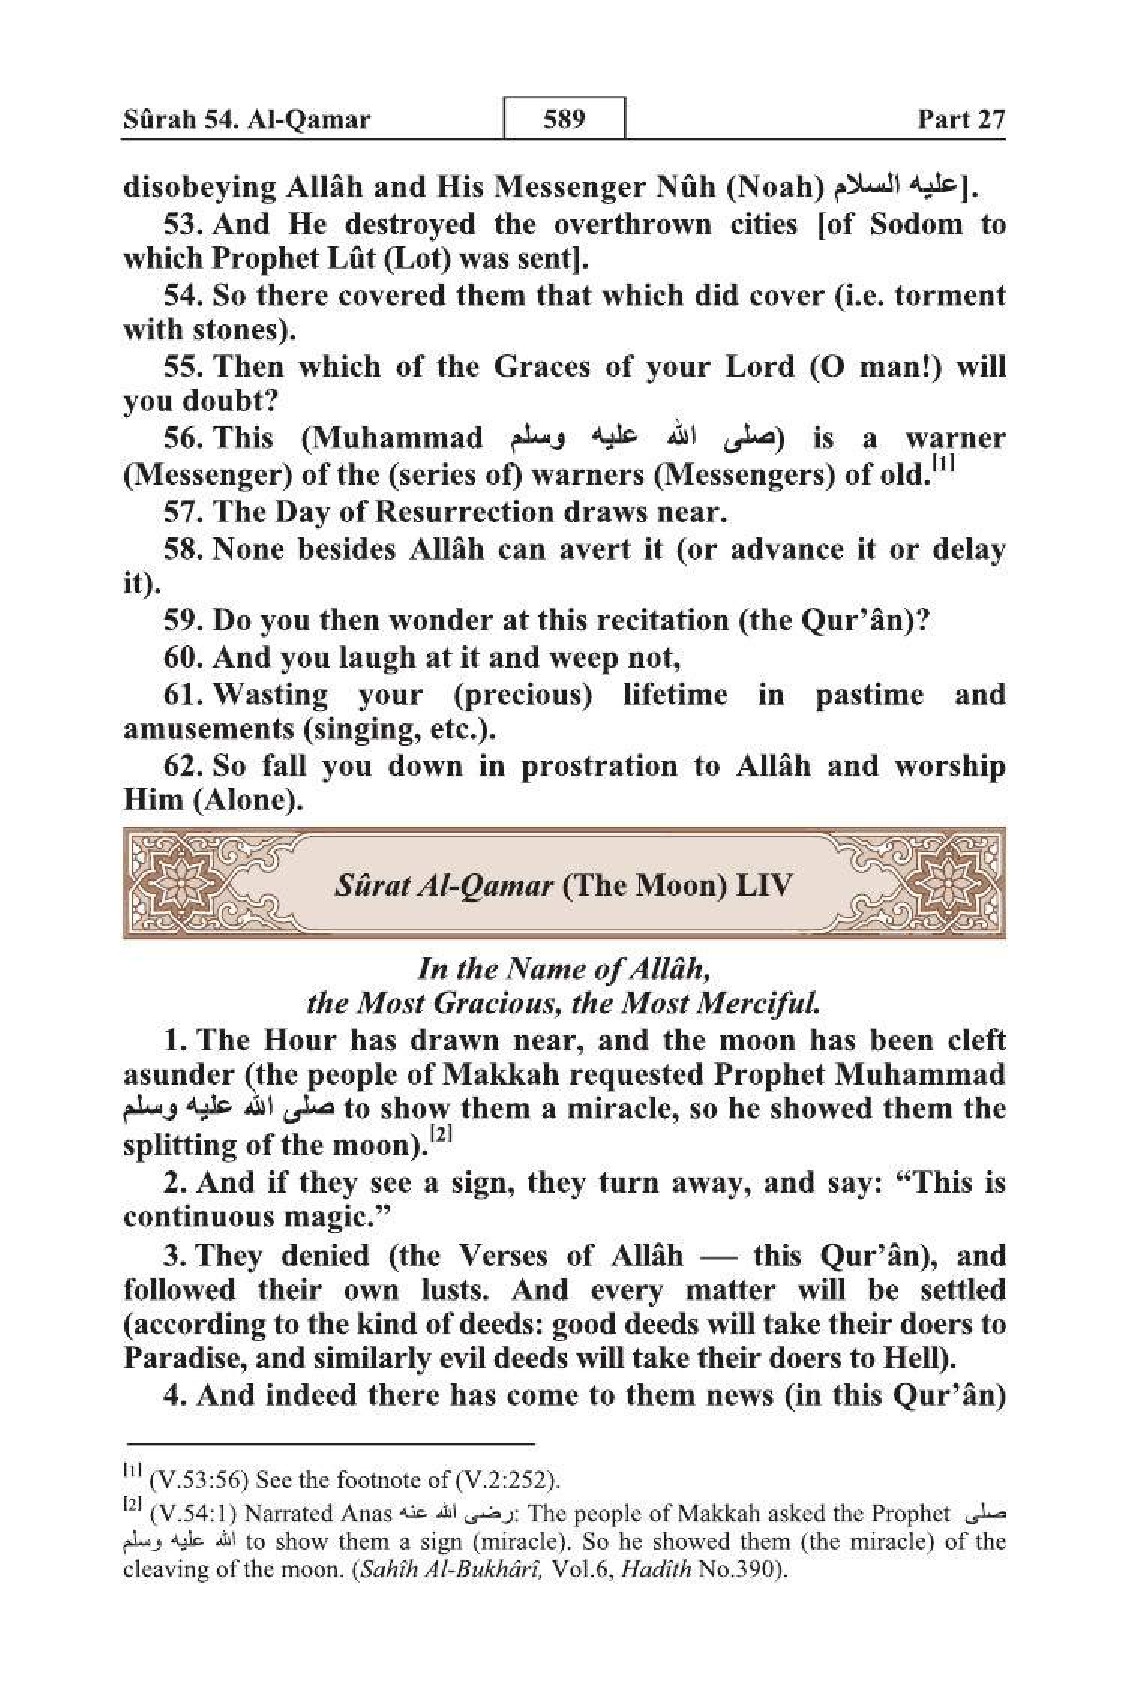 Sûrah 54. Al-Qamar 589 Part 27
disobeying Allâh and His Messenger Nûh (Noah) عليه السلام].
53. And He destroyed the overthrown cities [of Sodom to
which Prophet Lût (Lot) was sent].
54. So there covered them that which did cover (i.e. torment
with stones).
55. Then which of the Graces of your Lord (O man!) will
you doubt?
56. This (Muhammad صلى الله عليه وسلم) is a warner
(Messenger) of the (series of) warners (Messengers) of old.[1]
57. The Day of Resurrection draws near.
58. None besides Allâh can avert it (or advance it or delay
it).
59. Do you then wonder at this recitation (the Qur’ân)?
60. And you laugh at it and weep not,
61. Wasting your (precious) lifetime in pastime and
amusements (singing, etc.).
62. So fall you down in prostration to Allâh and worship
Him (Alone).
Sûrat Al-Qamar (The Moon) LIV
In the Name of Allâh,
the Most Gracious, the Most Merciful.
1. The Hour has drawn near, and the moon has been cleft
asunder (the people of Makkah requested Prophet Muhammad
صلى الله عليه وسلم to show them a miracle, so he showed them the
splitting of the moon).[2]
2. And if they see a sign, they turn away, and say: “This is
continuous magic.”
3. They denied (the Verses of Allâh — this Qur’ân), and
followed their own lusts. And every matter will be settled
(according to the kind of deeds: good deeds will take their doers to
Paradise, and similarly evil deeds will take their doers to Hell).
4. And indeed there has come to them news (in this Qur’ân)
[1] (V.53:56) See the footnote of (V.2:252).
[2] (V.54:1) Narrated Anas رضى الله عنه: The people of Makkah asked the Prophet صلى
الله عليه وسلم to show them a sign (miracle). So he showed them (the miracle) of the
cleaving of the moon. (Sahîh Al-Bukhârî, Vol.6, Hadîth No.390).